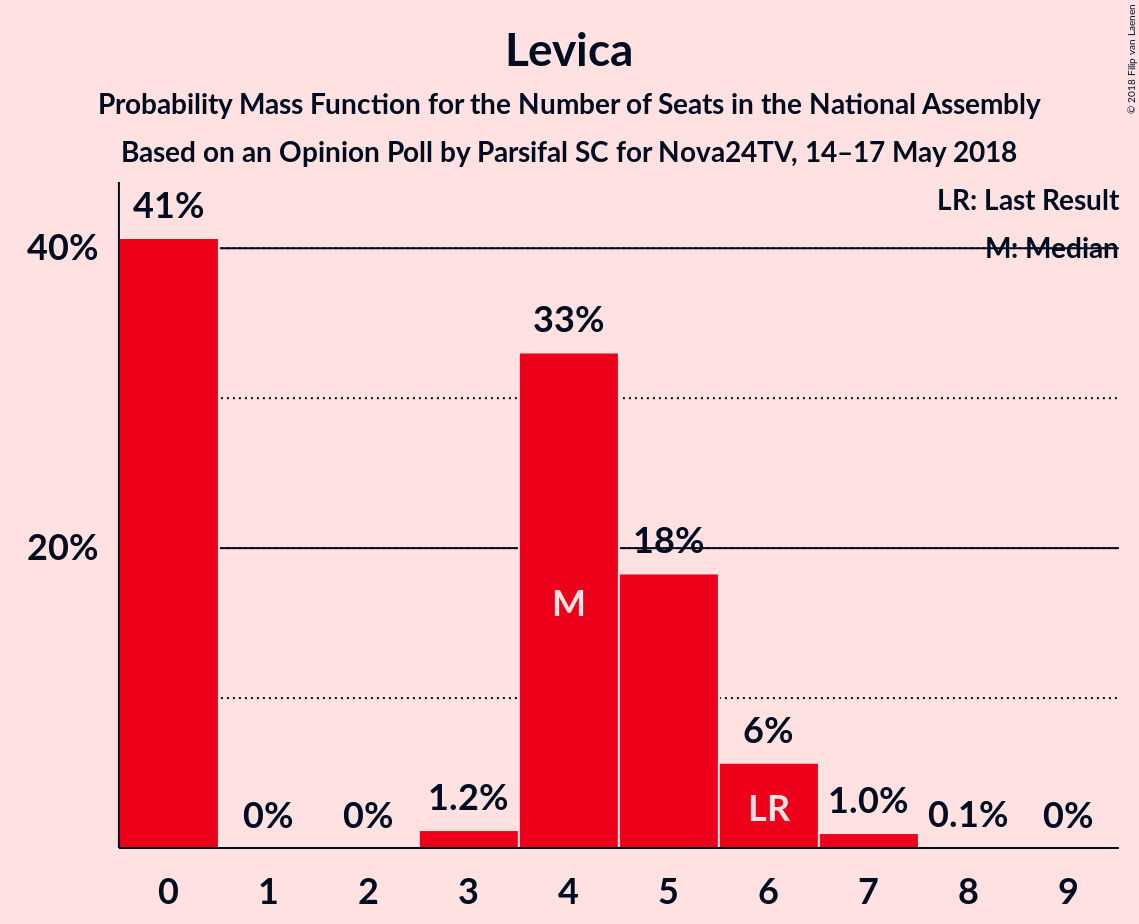 Levica
Probability Mass Function for the Number of Seats in the National Assembly
Based on an Opinion Poll by Parsifal SC for Nova24TV, 14–17 May 2018
© 2018 Filip van Laenen
LR: Last Result
M: Median
40%
20%
41%
0%
0%
1.2%
33%
18%
6%
1.0%
0.1%
0%
M
LR
0 1 2 3 4 5 6 7 8 9